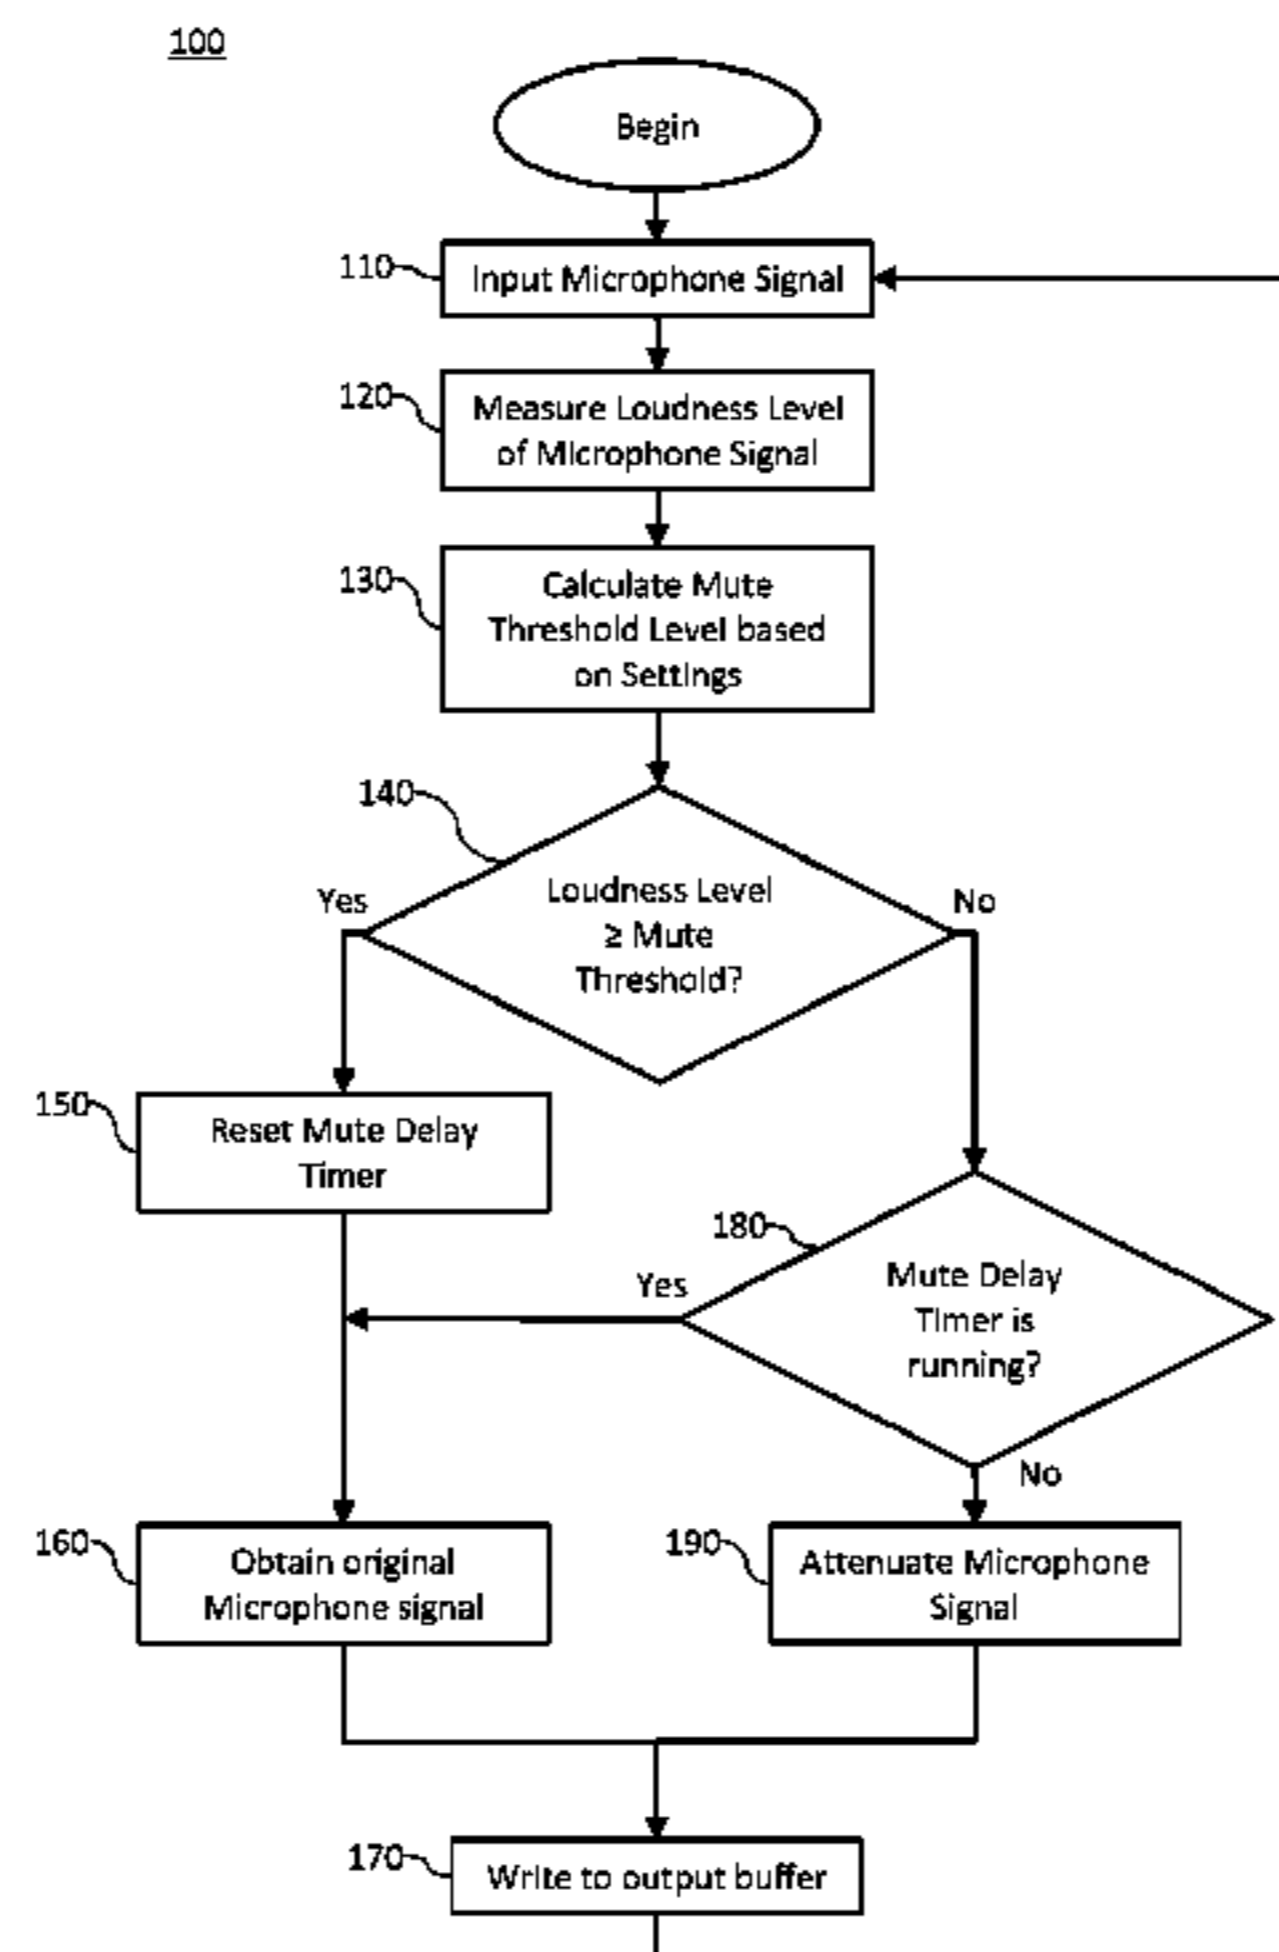 100
Begin
110
Input Microphone Signal
120
Measure Loudness Level
of Microphone Signal
130
Calculate Mute
Threshold Level based
on Settings
140
Yes
Loudness Level
≥ Mute
Threshold?
No
150
Reset Mute Delay
Timer
180
Yes
Mute Delay
Timer is
running?
No
160
Obtain original
Microphone signal
190
Attenuate Microphone
Signal
170
Write to output buffer